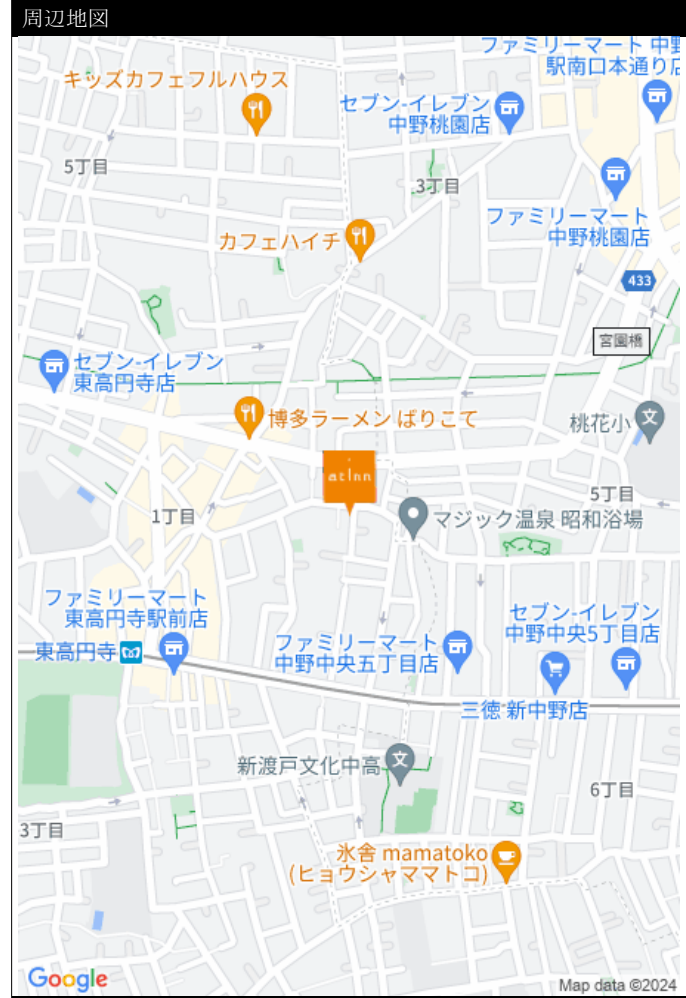 周辺地図
ファミリーマート 中野
駅南口本通り店
キッズカフェフルハウス
セブン-イレブン
中野桃園店
5丁目
3丁目
ファミリーマート
中野桃園店
カフェハイチ
433
宮園橋
セブン-イレブン
東高円寺店
博多ラーメン ばりこて
桃花小
文
at Inn
5丁目
1丁目
マジック温泉 昭和浴場
ファミリーマート
東高円寺駅前店
セブン-イレブン
中野中央5丁目店
東高円寺
ファミリーマート
中野中央五丁目店
三徳 新中野店
新渡戸文化中高
文
6丁目
3丁目
氷舎 mamatoko
(ヒョウシャママトコ)
Google
Map data ©2024